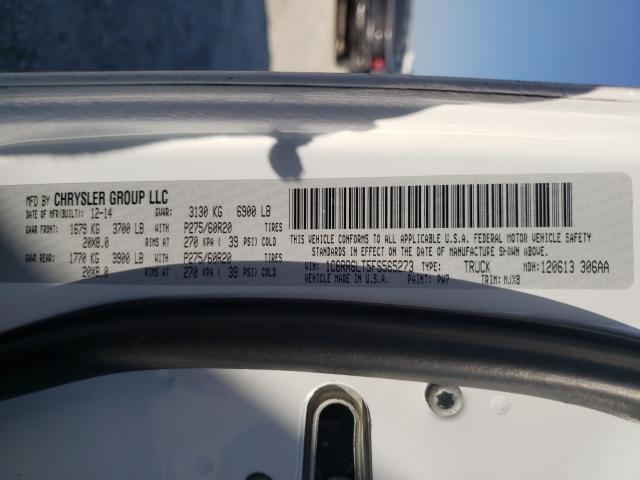 MFD BY CHRYSLER GROUP LLC
DATE OF MFG(BUILT): 12-14 GVWR: 3130 KG 6900 LB
GAWR FRONT: 1679 KG 3700 LB WITH P275/60R20 TIRES
20X8.0 RIMS AT 270 KPA ( 39 PSI) COLD
GAWC REAR: 1770 KG 3900 LB WITH P275/60R20 TIRES
20X8.0 RIMS AT 270 KPA ( 39 PSI) COLD
THIS VEHICLE CONFORMS TO ALL APPLICABLE U.S.A. FEDERAL MOTOR VEHICLE SAFETY
STANDARDS IN EFFECT ON THE DATE OF MANUFACTURE SHOWN ABOVE.
VIN: 1C6RR6LT5FS565273 TYPE: TRUCK MDH:120613 306AA
VEHICLE MADE IN U.S.A. PAINT: PW7 TRIM: MJXB